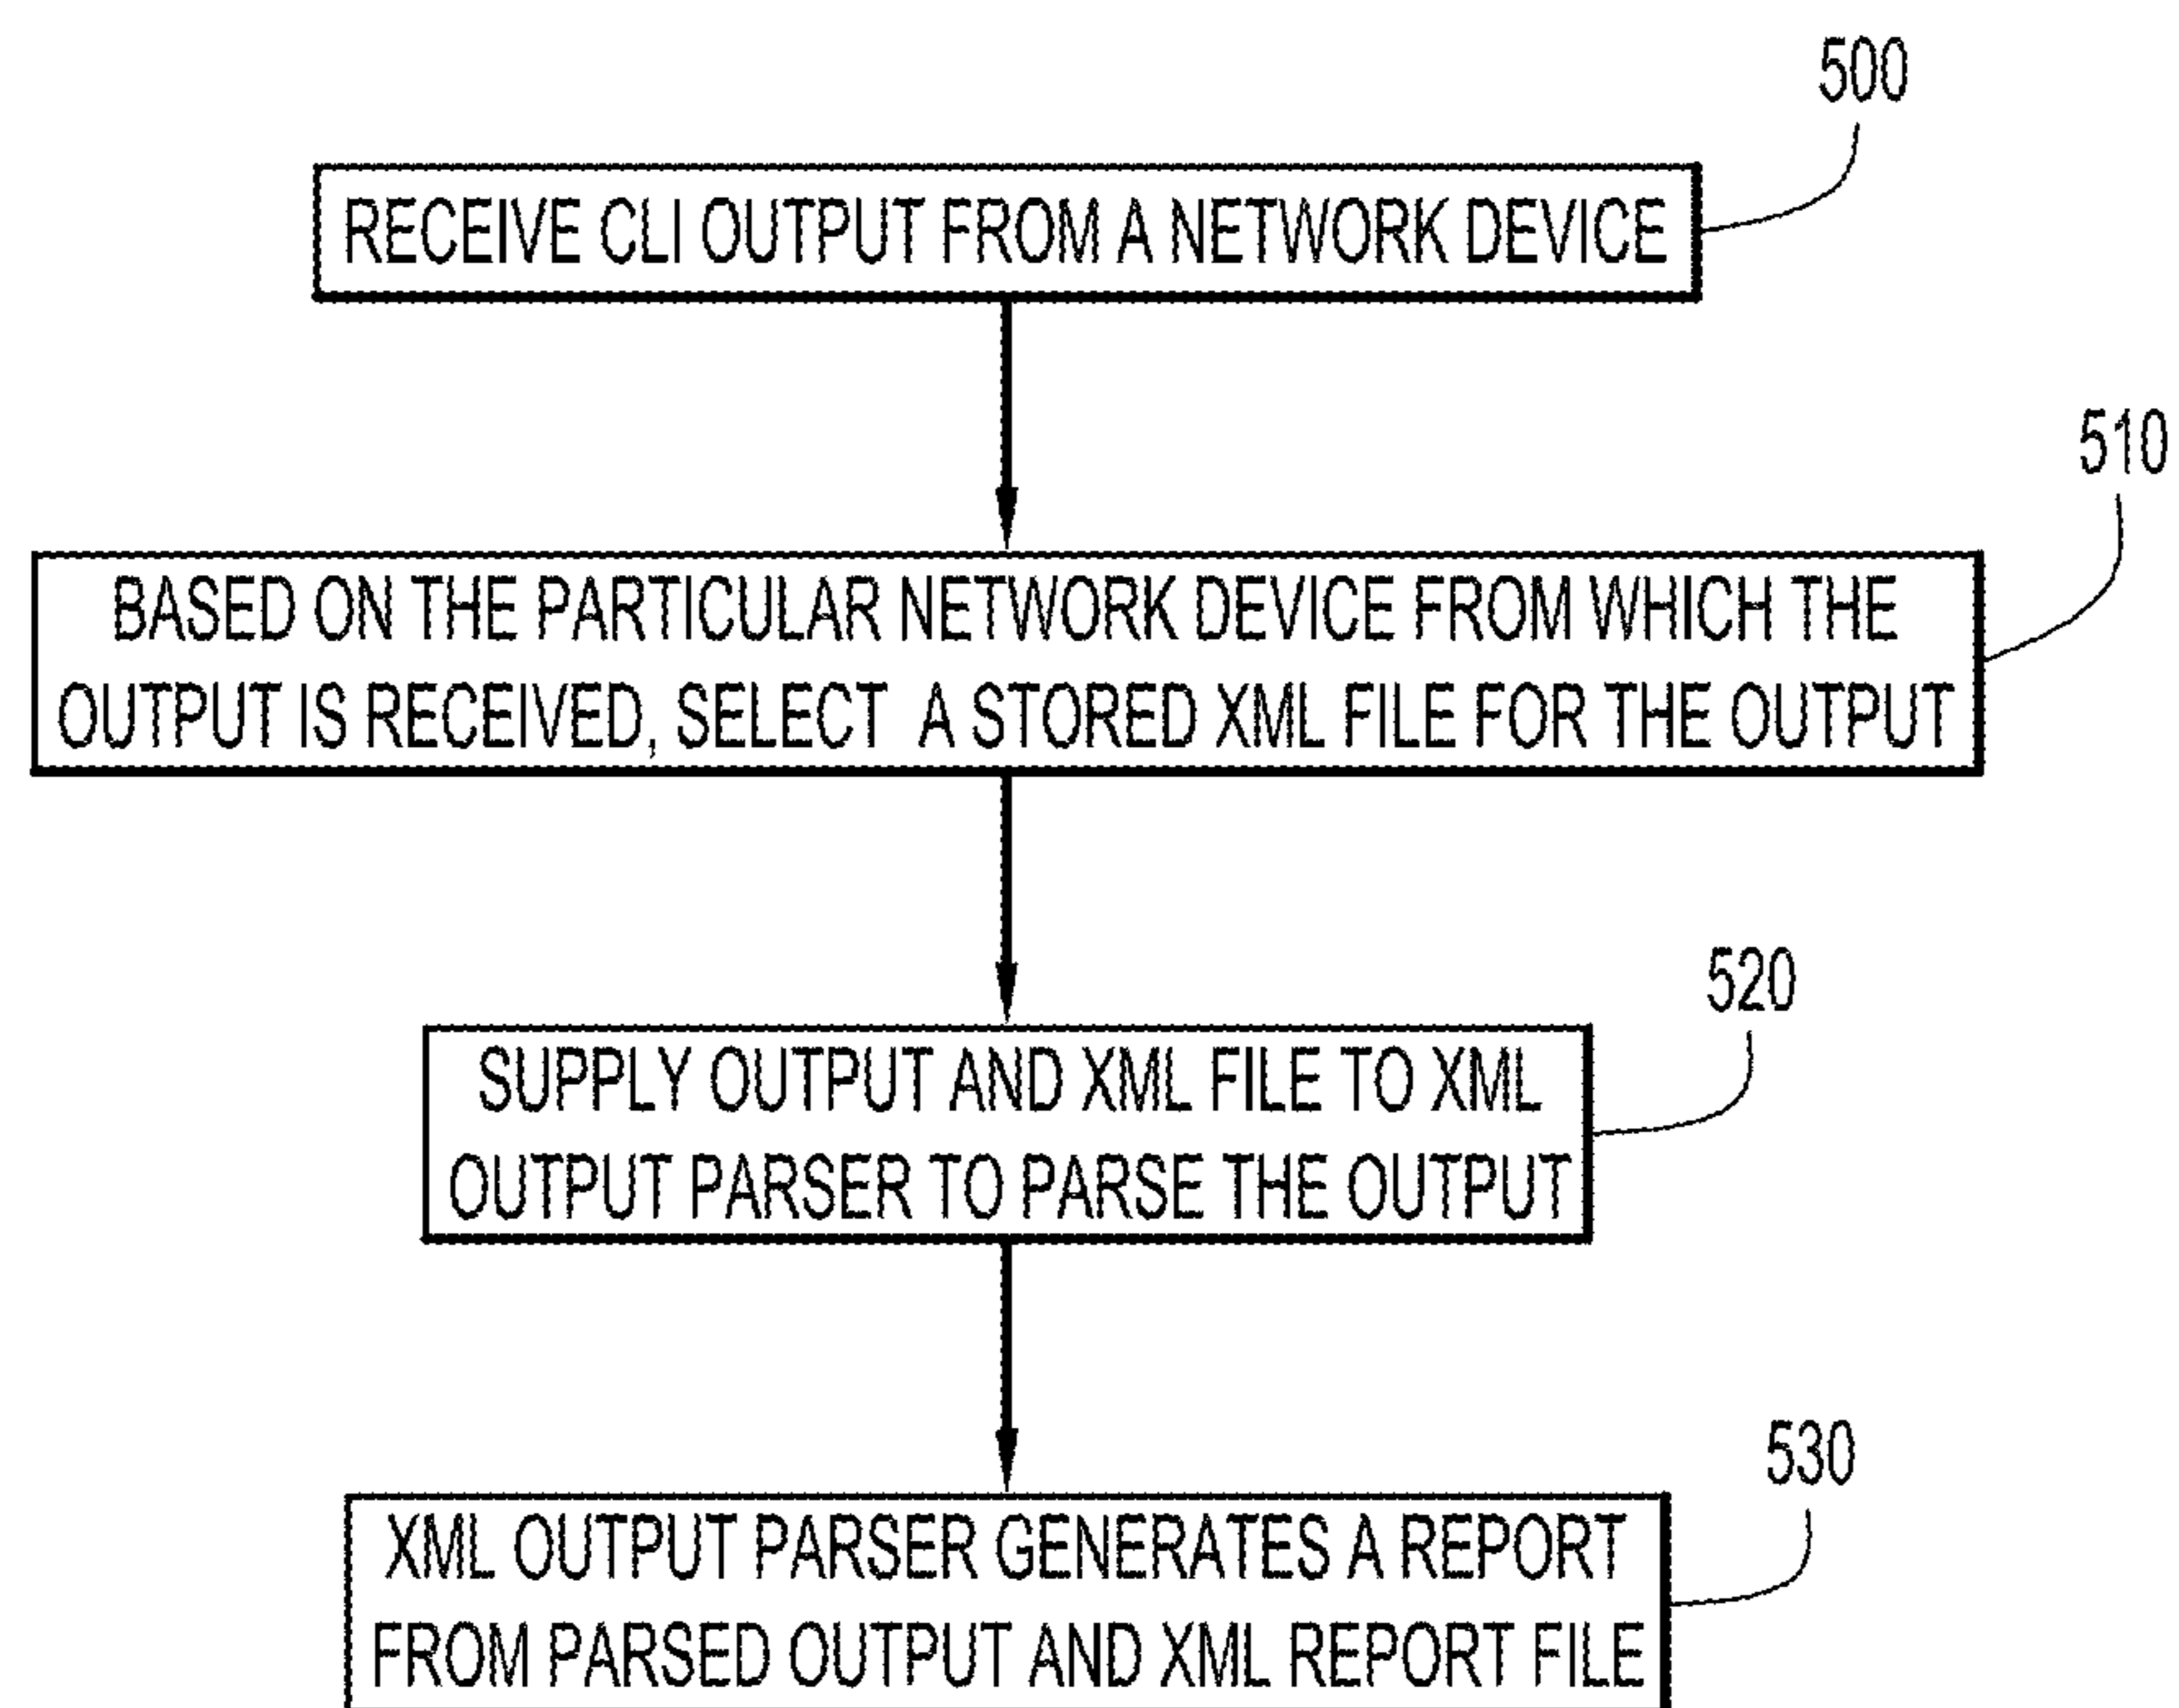 500
RECEIVE CLI OUTPUT FROM A NETWORK DEVICE
510
BASED ON THE PARTICULAR NETWORK DEVICE FROM WHICH THE
OUTPUT IS RECEIVED, SELECT A STORED XML FILE FOR THE OUTPUT
520
SUPPLY OUTPUT AND XML FILE TO XML
OUTPUT PARSER TO PARSE THE OUTPUT
530
XML OUTPUT PARSER GENERATES A REPORT
FROM PARSED OUTPUT AND XML REPORT FILE